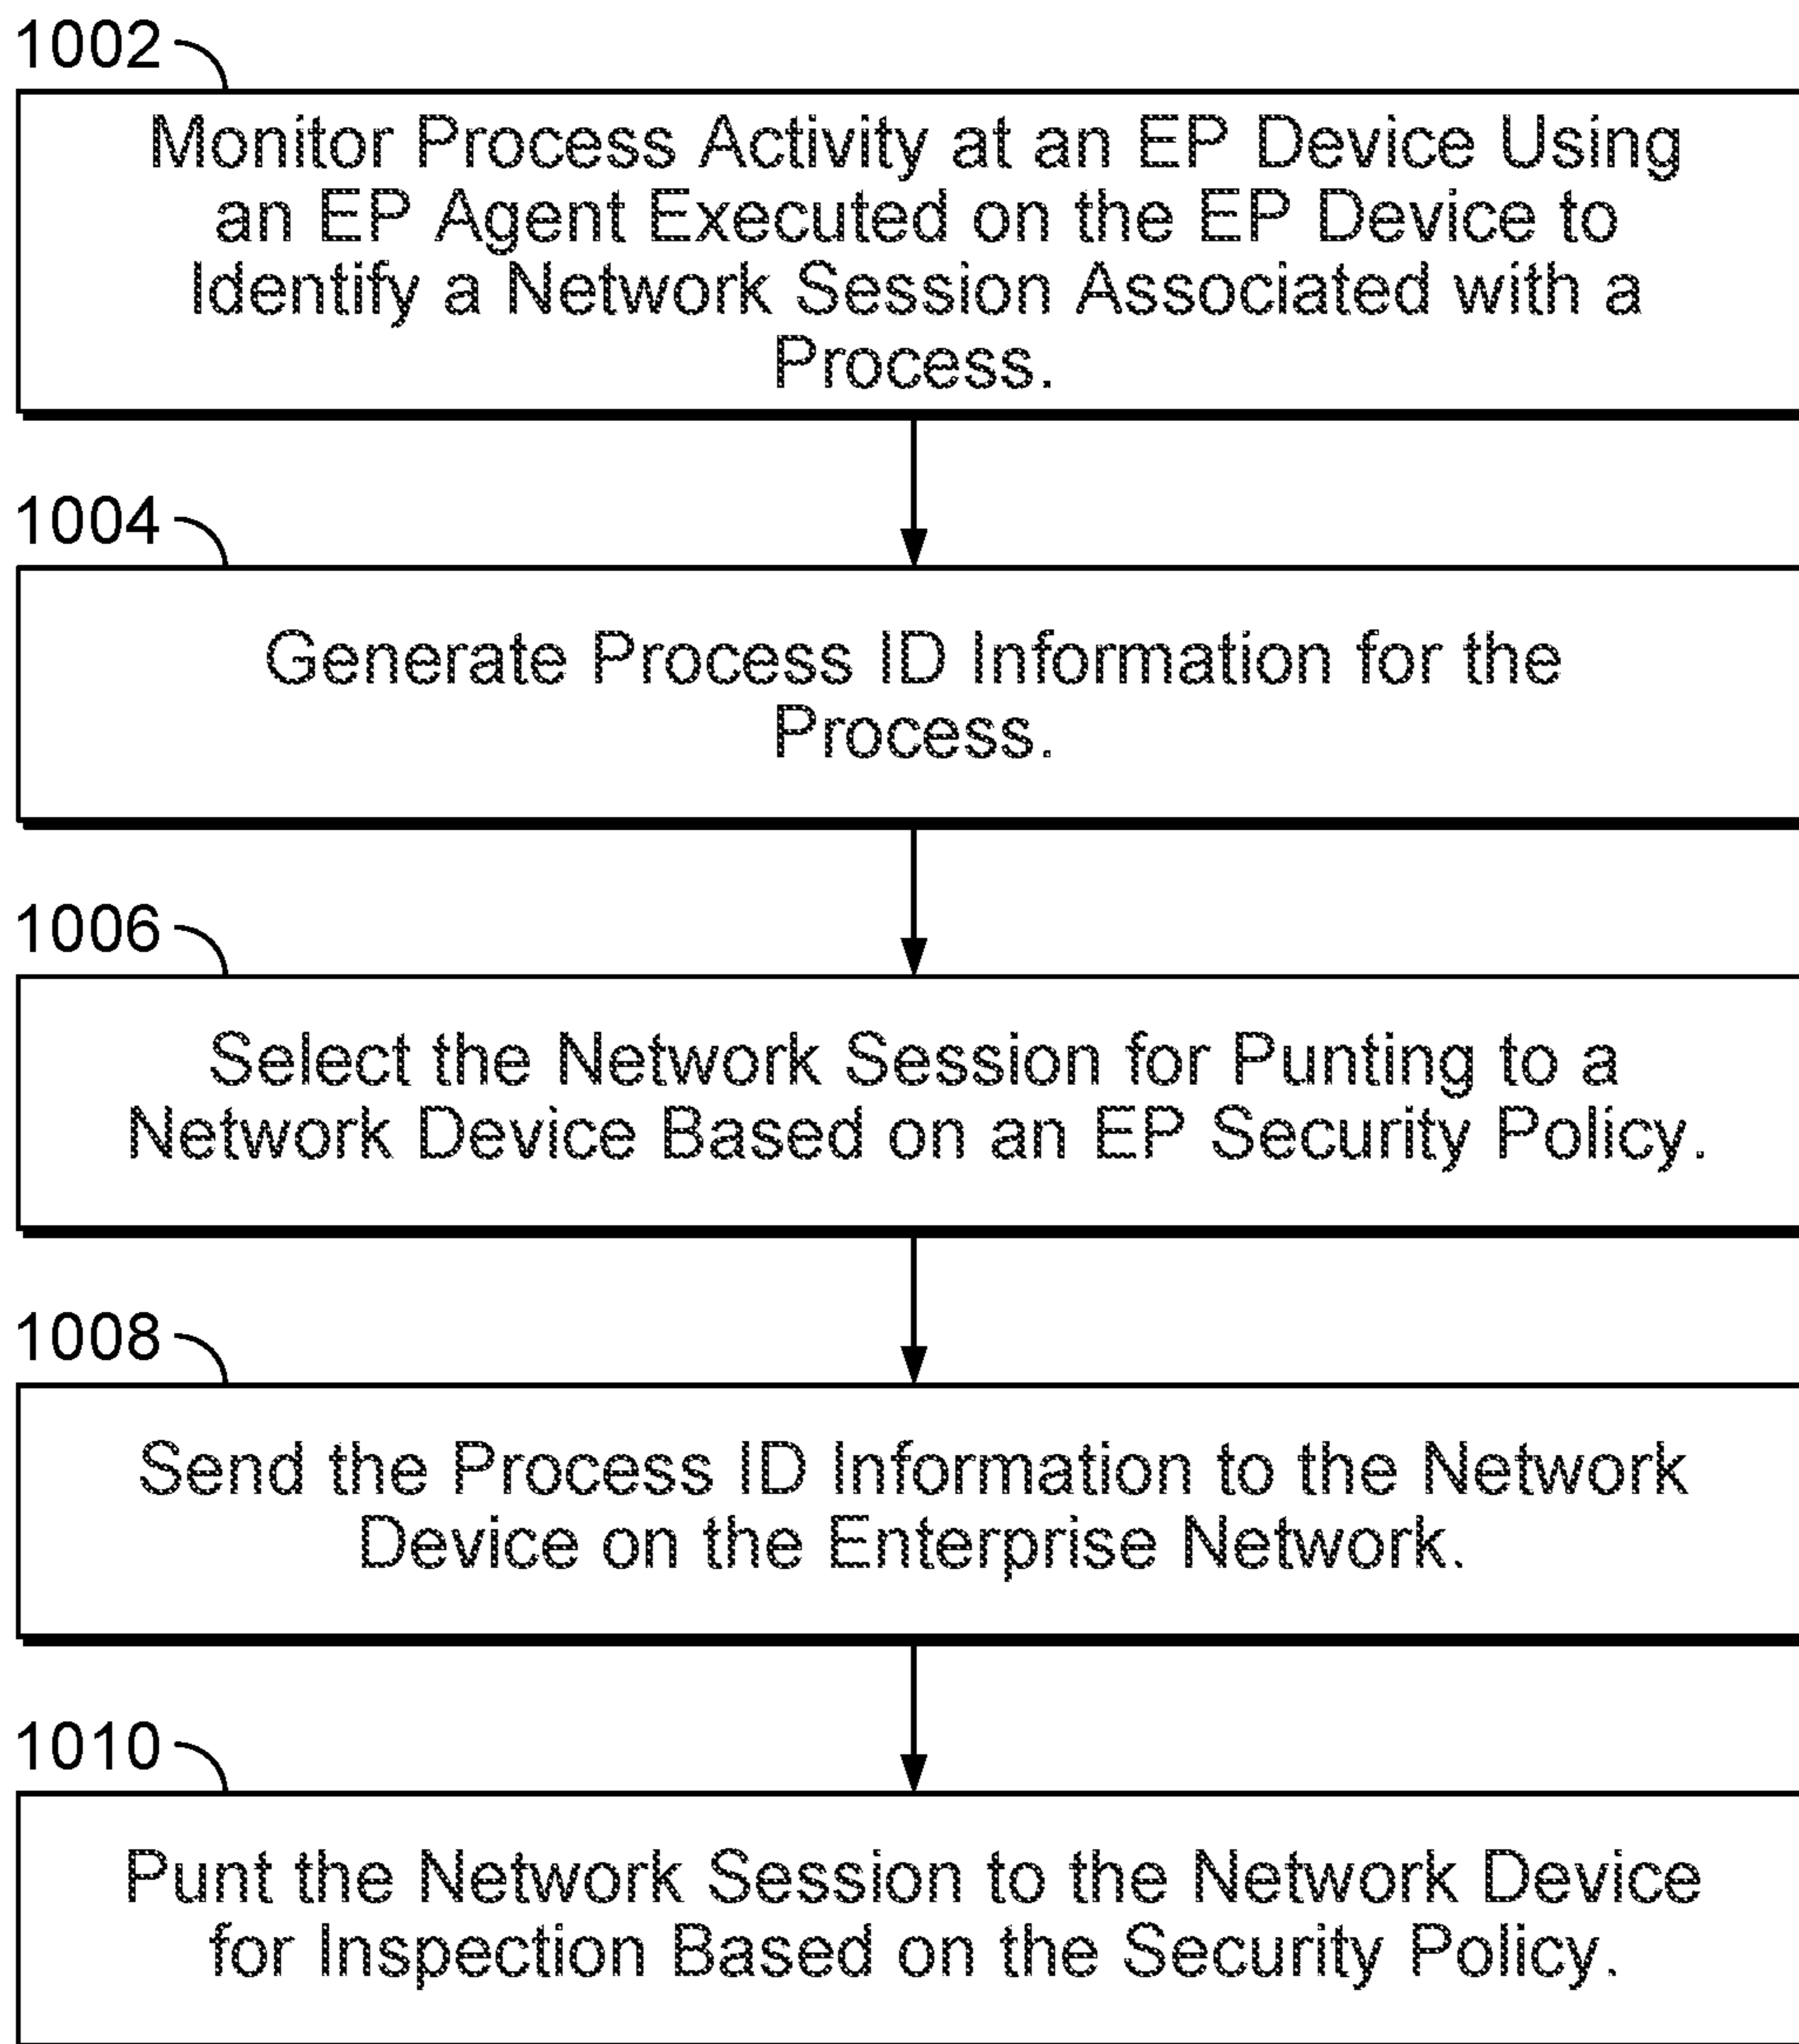 1002
Monitor Process Activity at an EP Device Using
an EP Agent Executed on the EP Device to
Identify a Network Session Associated with a
Process.
1004
Generate Process ID Information for the
Process.
1006
Select the Network Session for Punting to a
Network Device Based on an EP Security Policy.
1008
Send the Process ID Information to the Network
Device on the Enterprise Network.
1010
Punt the Network Session to the Network Device
for Inspection Based on the Security Policy.